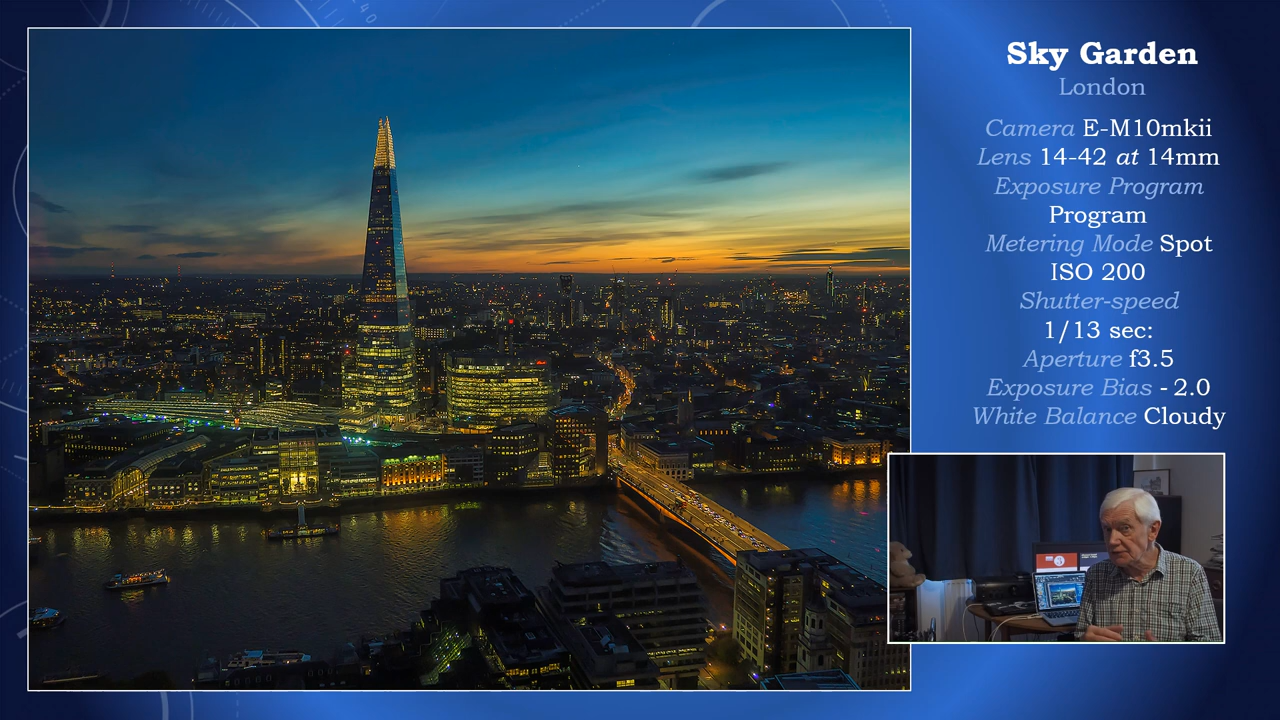 Sky Garden
London
Camera E-M10mkii
Lens 14-42 at 14mm
Exposure Program
Program
Metering Mode Spot
ISO 200
Shutter-speed
1/13 sec:
Aperture f3.5
Exposure Bias - 2.0
White Balance Cloudy
40